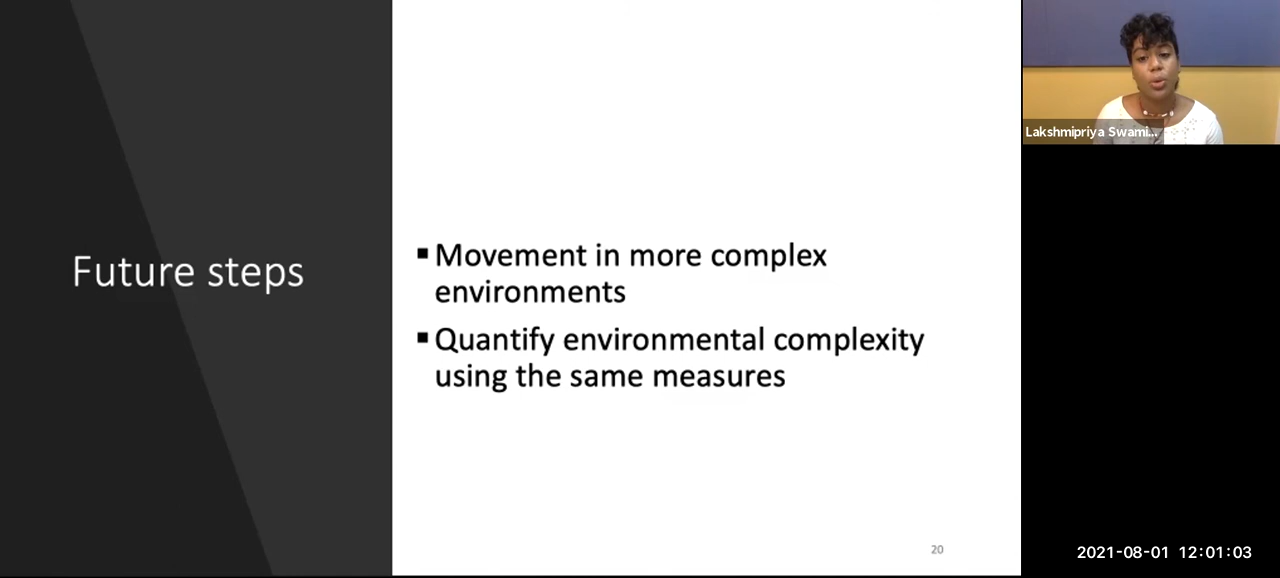 Future steps
▪ Movement in more complex
environments
▪ Quantify environmental complexity
using the same measures
20
Lakshmipriya Swami...
2021-08-01 12:01:03